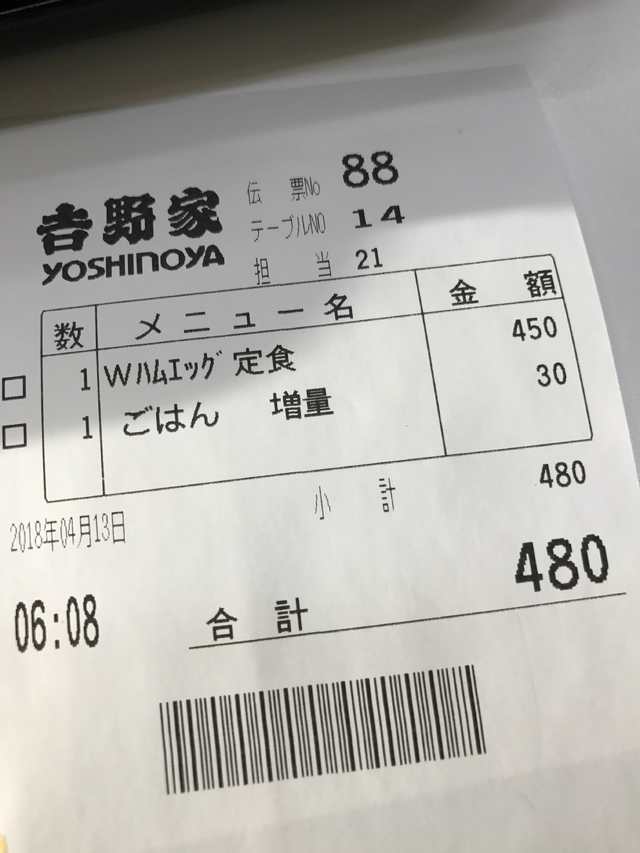 吉野家
YOSHINOYA
伝票No 88
テーブルNO 14
担当 21
数 メニュー名 金額
□ 1 Wﾊﾑｴｯｸﾞ定食 450
□ 1 ごはん 増量 30
小計 480
2018年04月13日
06:08 合計 480